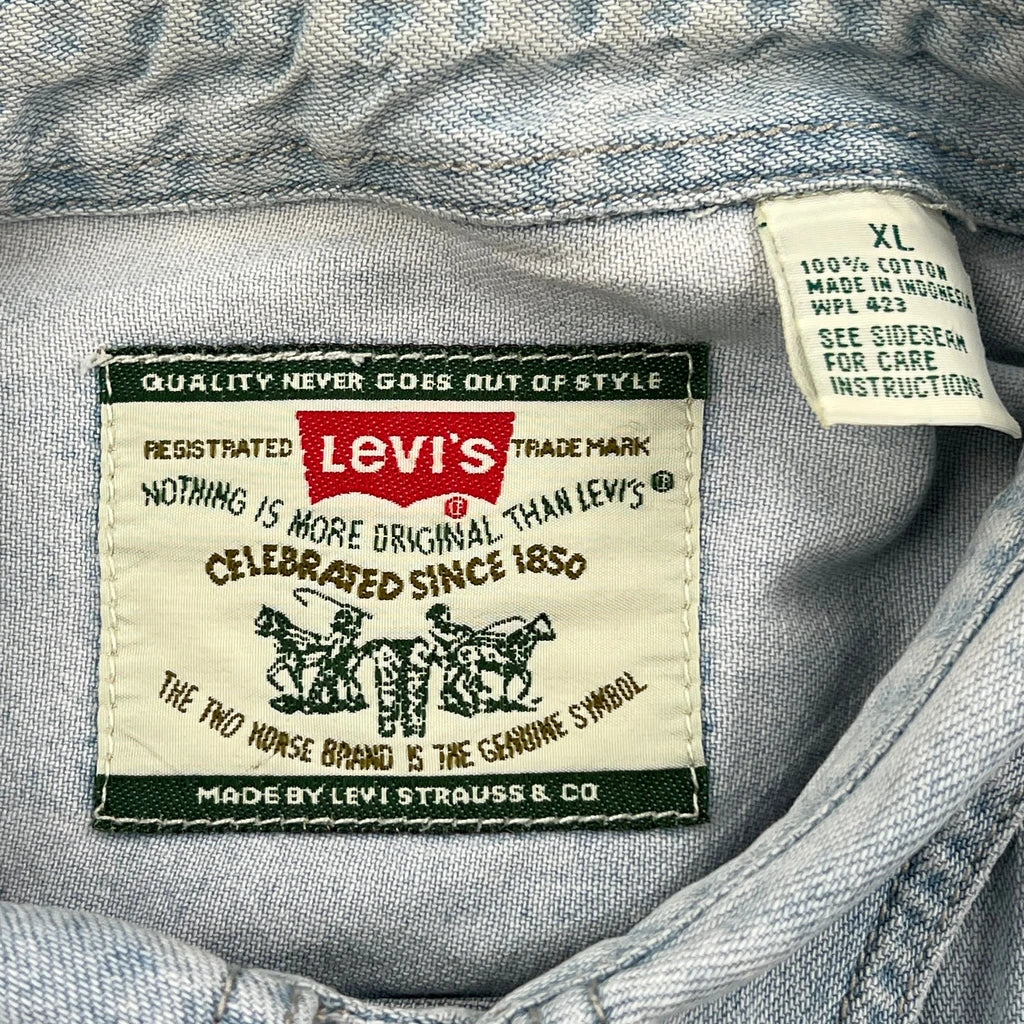 XL
100% COTTON
MADE IN INDONESIA
WPL 423
SEE SIDESEAM
FOR CARE
INSTRUCTIONS
QUALITY NEVER GOES OUT OF STYLE
REGISTRATED LEVI'S TRADEMARK
NOTHING IS MORE ORIGINAL THAN LEVI'S ®
CELEBRATED SINCE 1850
THE TWO HORSE BRAND IS THE GENUINE SYMBOL
MADE BY LEVI STRAUSS & CO